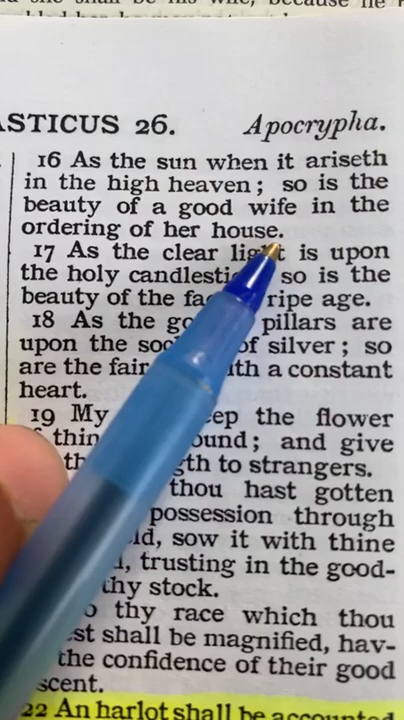 ASTICUS 26. Apocrypha.
16 As the sun when it ariseth
in the high heaven; so is the
beauty of a good wife in the
ordering of her house.
17 As the clear light is upon
the holy candlesti so is the
beauty of the fa ripe age.
18 As the go pillars are
upon the soc of silver; so
are the fair ith a constant
heart.
19 My eep the flower
thin ound; and give
th gth to strangers.
thou hast gotten
possession through
ld, sow it with thine
trusting in the good-
thy stock.
thy race which thou
st shall be magnified, hav-
the confidence of their good
scent.
22 An harlot shall be accounted